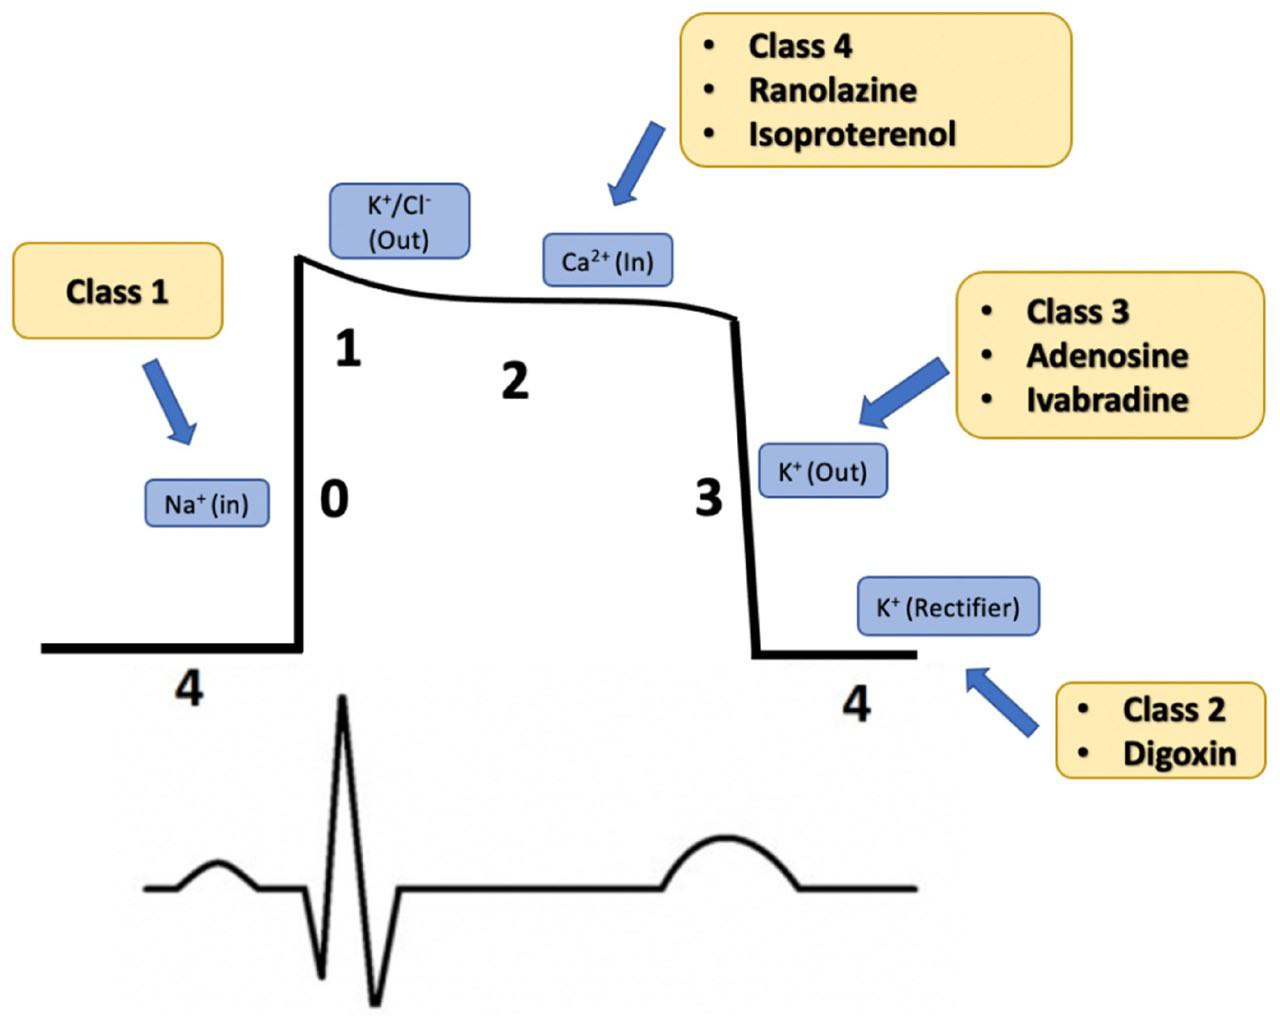 • Class 4
• Ranolazine
• Isoproterenol
K⁺/Cl⁻
(Out)
Ca²⁺ (In)
Class 1
• Class 3
• Adenosine
• Ivabradine
1
2
K⁺ (Out)
Na⁺ (in)
0
3
K⁺ (Rectifier)
4
4
• Class 2
• Digoxin